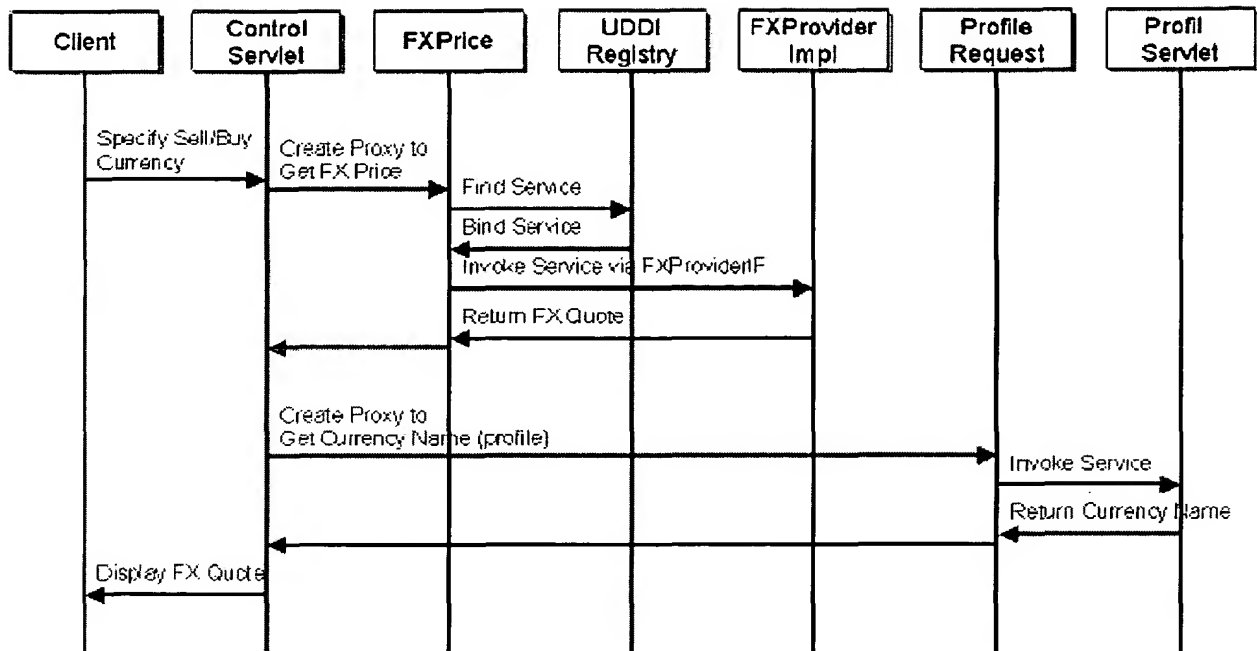 Client
Control
Servlet
FXPrice
UDDI
Registry
FXProvider
Impl
Profile
Request
Profil
Servlet
Specify Sell/Buy
Currency
Create Proxy to
Get FX Price
Find Service
Bind Service
Invoke Service via FXProviderIF
Return FX Quote
Create Proxy to
Get Currency Name (profile)
Invoke Service
Return Currency Name
Display FX Quote